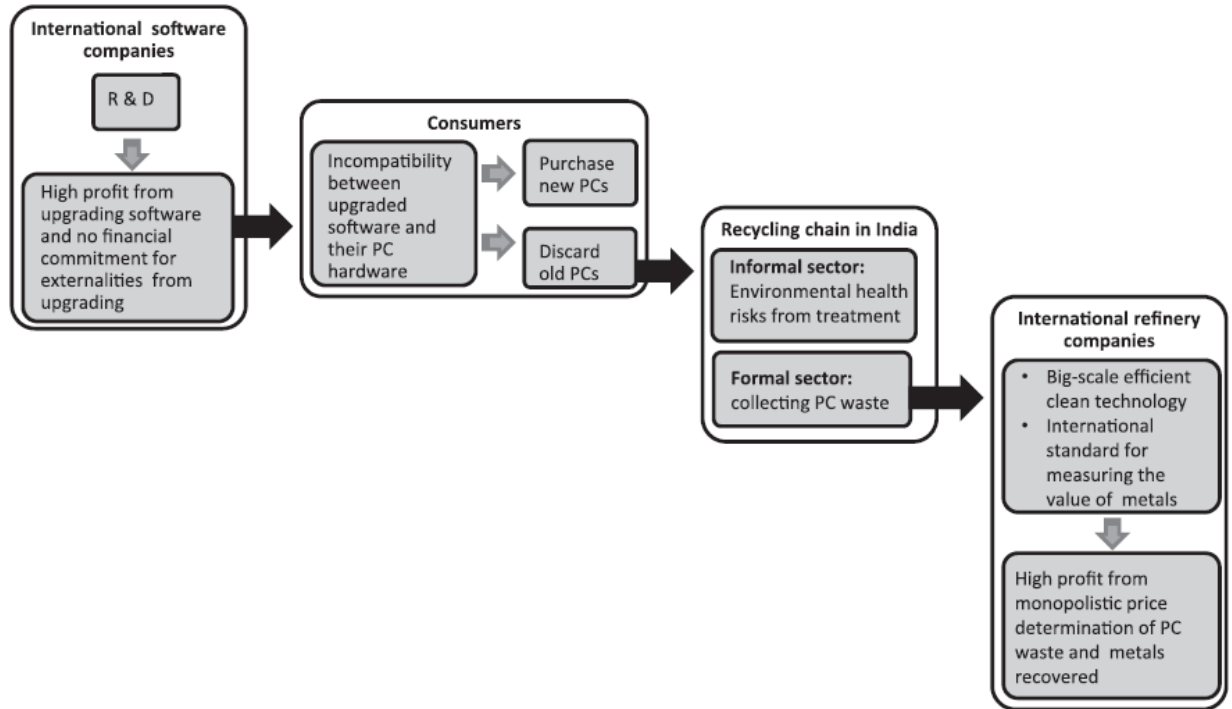 International software
companies
R & D
High profit from
upgrading software
and no financial
commitment for
externalities from
upgrading
Consumers
Incompatibility
between
upgraded
software and
their PC
hardware
Purchase
new PCs
Discard
old PCs
Recycling chain in India
Informal sector:
Environmental health
risks from treatment
Formal sector:
collecting PC waste
International refinery
companies
• Big-scale efficient
clean technology
• International
standard for
measuring the
value of metals
High profit from
monopolistic price
determination of PC
waste and metals
recovered